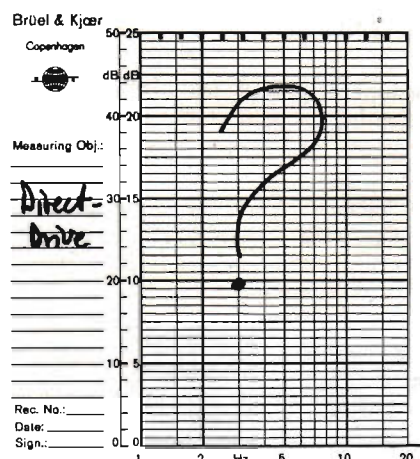 Brüel & Kjær
Copenhagen
50 25
dB dB
40 20
Measuring Obj.:
Direct-
Drive
30 15
20 10
10 5
Rec. No.:
Date:
Sign.:
0 0
1 2 Hz 5 10 20
?